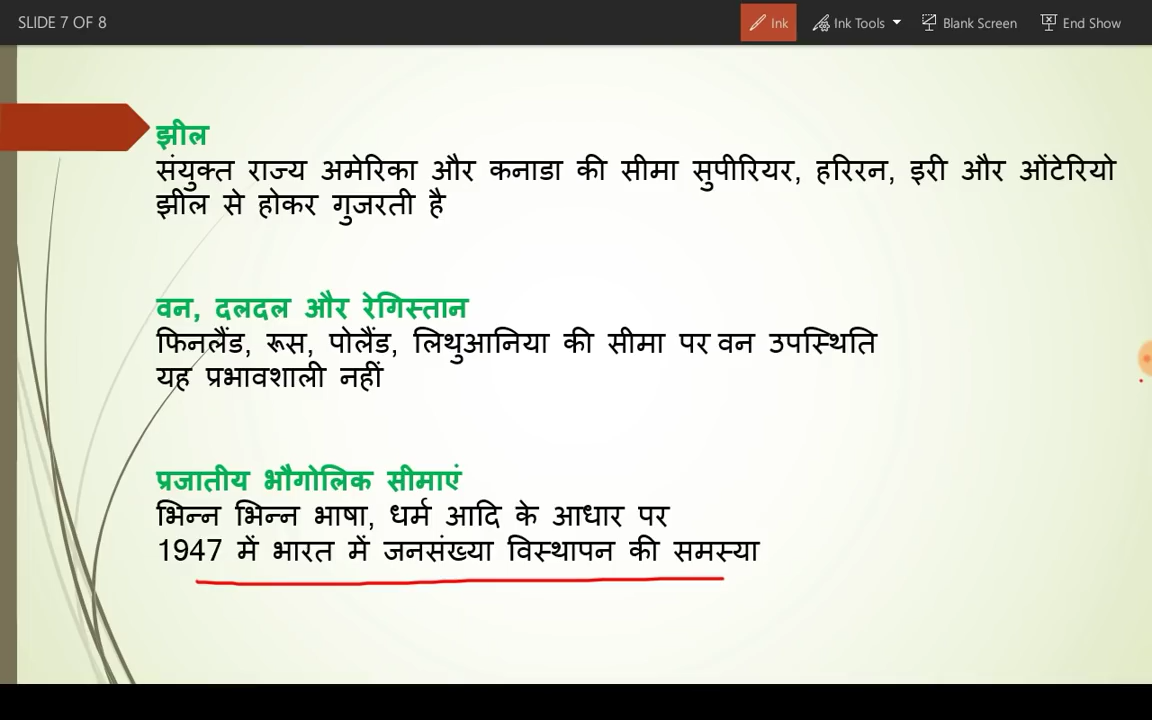 SLIDE 7 OF 8
Ink
Ink Tools
Blank Screen
End Show
झील
संयुक्त राज्य अमेरिका और कनाडा की सीमा सुपीरियर, हरिरन, इरी और ओंटेरियो
झील से होकर गुजरती है
वन, दलदल और रेगिस्तान
फिनलैंड, रूस, पोलैंड, लिथुआनिया की सीमा पर वन उपस्थिति
यह प्रभावशाली नहीं
प्रजातीय भौगोलिक सीमाएं
भिन्न भिन्न भाषा, धर्म आदि के आधार पर
1947 में भारत में जनसंख्या विस्थापन की समस्या